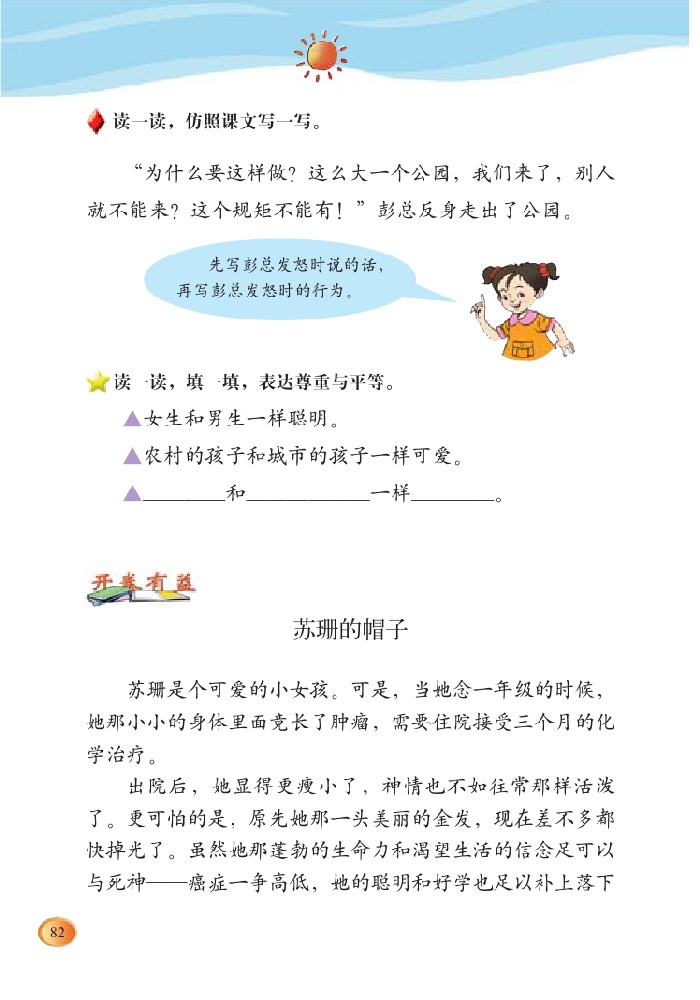 读一读，仿照课文写一写。
“为什么要这样做？这么大一个公园，我们来了，别人
就不能来？这个规矩不能有！”彭总反身走出了公园。
先写彭总发怒时说的话，
再写彭总发怒时的行为。
读 读，填 填，表达尊重与平等。
▲女生和男生一样聪明。
▲农村的孩子和城市的孩子一样可爱。
▲________和____________一样________。
开卷有益
苏珊的帽子
苏珊是个可爱的小女孩。可是，当她念一年级的时候，
她那小小的身体里面竟长了肿瘤，需要住院接受三个月的化
学治疗。
出院后，她显得更瘦小了，神情也不如往常那样活泼
了。更可怕的是，原先她那一头美丽的金发，现在差不多都
快掉光了。虽然她那蓬勃的生命力和渴望生活的信念足可以
与死神——癌症一争高低，她的聪明和好学也足以补上落下
82